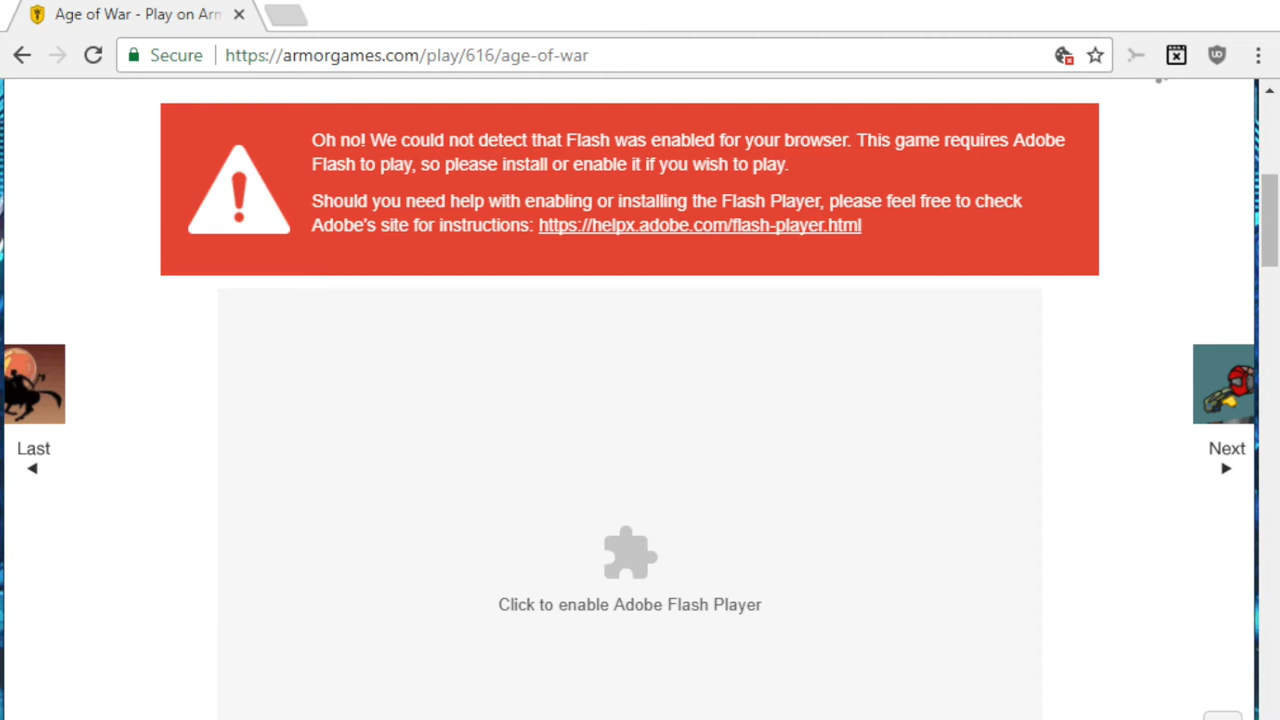 Age of War - Play on Arm
Secure https://armorgames.com/play/616/age-of-war
Oh no! We could not detect that Flash was enabled for your browser. This game requires Adobe
Flash to play, so please install or enable it if you wish to play.
Should you need help with enabling or installing the Flash Player, please feel free to check
Adobe's site for instructions: https://helpx.adobe.com/flash-player.html
Last
Next
Click to enable Adobe Flash Player